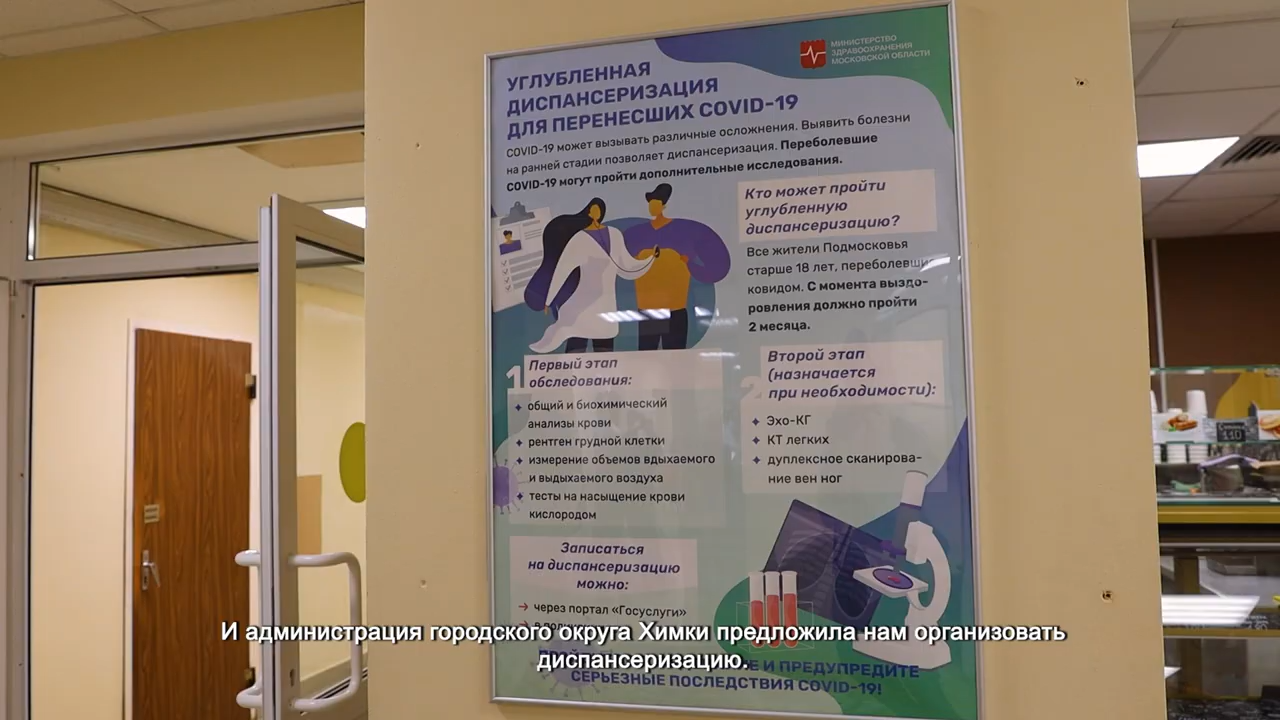 МИНИСТЕРСТВО
ЗДРАВООХРАНЕНИЯ
МОСКОВСКОЙ ОБЛАСТИ
УГЛУБЛЕННАЯ
ДИСПАНСЕРИЗАЦИЯ
ДЛЯ ПЕРЕНЕСШИХ COVID-19
COVID-19 может вызывать различные осложнения. Выявить болезни
на ранней стадии позволяет диспансеризация. Переболевшие
COVID-19 могут пройти дополнительные исследования.
Кто может пройти
углубленную
диспансеризацию?
Все жители Подмосковья
старше 18 лет, переболевшие
ковидом. С момента выздо-
ровления должно пройти
2 месяца.
1 Первый этап
обследования:
общий и биохимический
анализы крови
рентген грудной клетки
измерение объемов вдыхаемого
и выдыхаемого воздуха
тесты на насыщение крови
кислородом
2 Второй этап
(назначается
при необходимости):
Эхо-КГ
КТ легких
дуплексное сканирова-
ние вен ног
Записаться
на диспансеризацию
можно:
→ через портал «Госуслуги»
И администрация городского округа Химки предложила нам организовать
диспансеризацию.
И ПРЕДУПРЕДИТЕ
СЕРЬЕЗНЫЕ ПОСЛЕДСТВИЯ COVID-19!